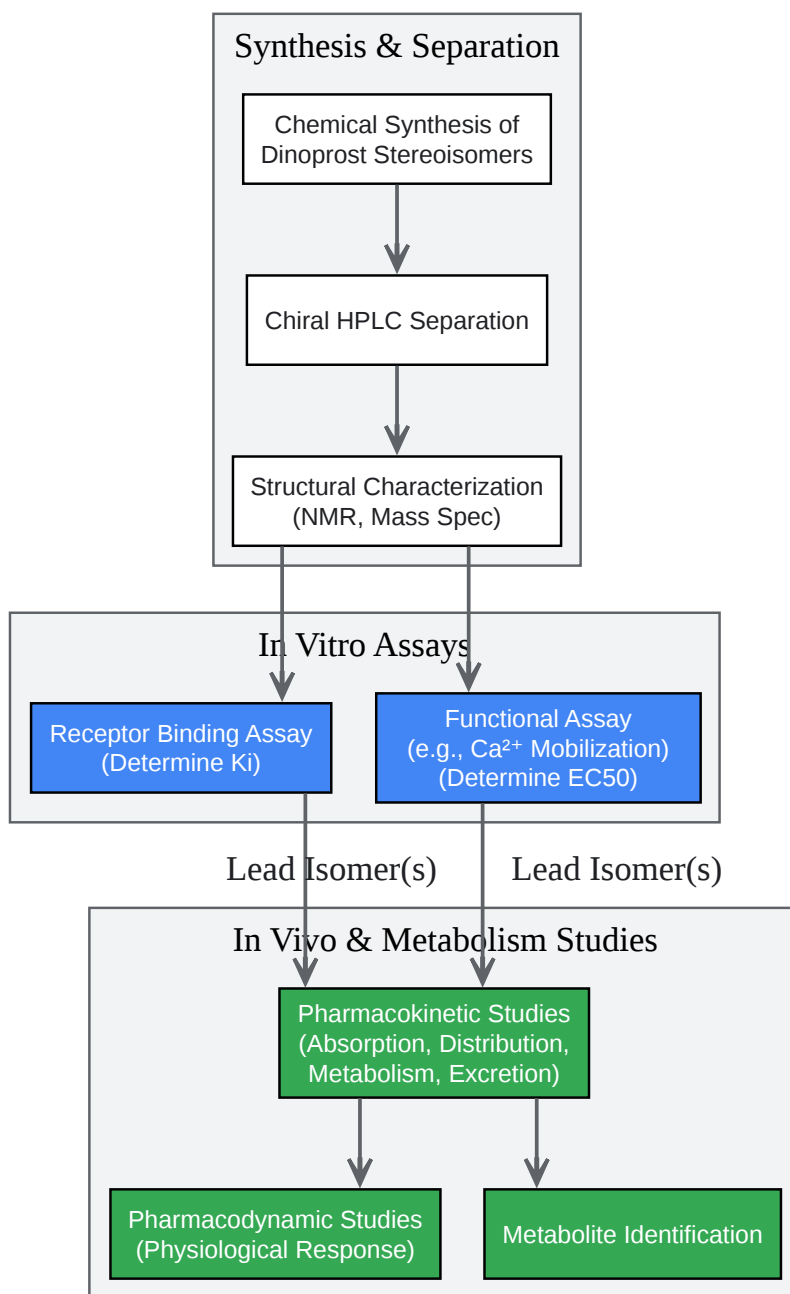 Synthesis & Separation
Chemical Synthesis of
Dinoprost Stereoisomers
Chiral HPLC Separation
Structural Characterization
(NMR, Mass Spec)
In Vitro Assays
Receptor Binding Assay
(Determine Ki)
Functional Assay
(e.g., Ca²⁺ Mobilization)
(Determine EC50)
Lead Isomer(s)
Lead Isomer(s)
In Vivo & Metabolism Studies
Pharmacokinetic Studies
(Absorption, Distribution,
Metabolism, Excretion)
Pharmacodynamic Studies
(Physiological Response)
Metabolite Identification